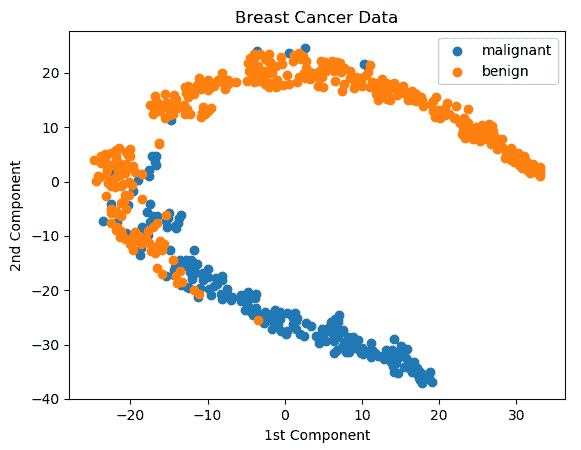 Breast Cancer Data
malignant
benign
20
10
0
−10
−20
−30
−40
2nd Component
−20
−10
0
10
20
30
1st Component